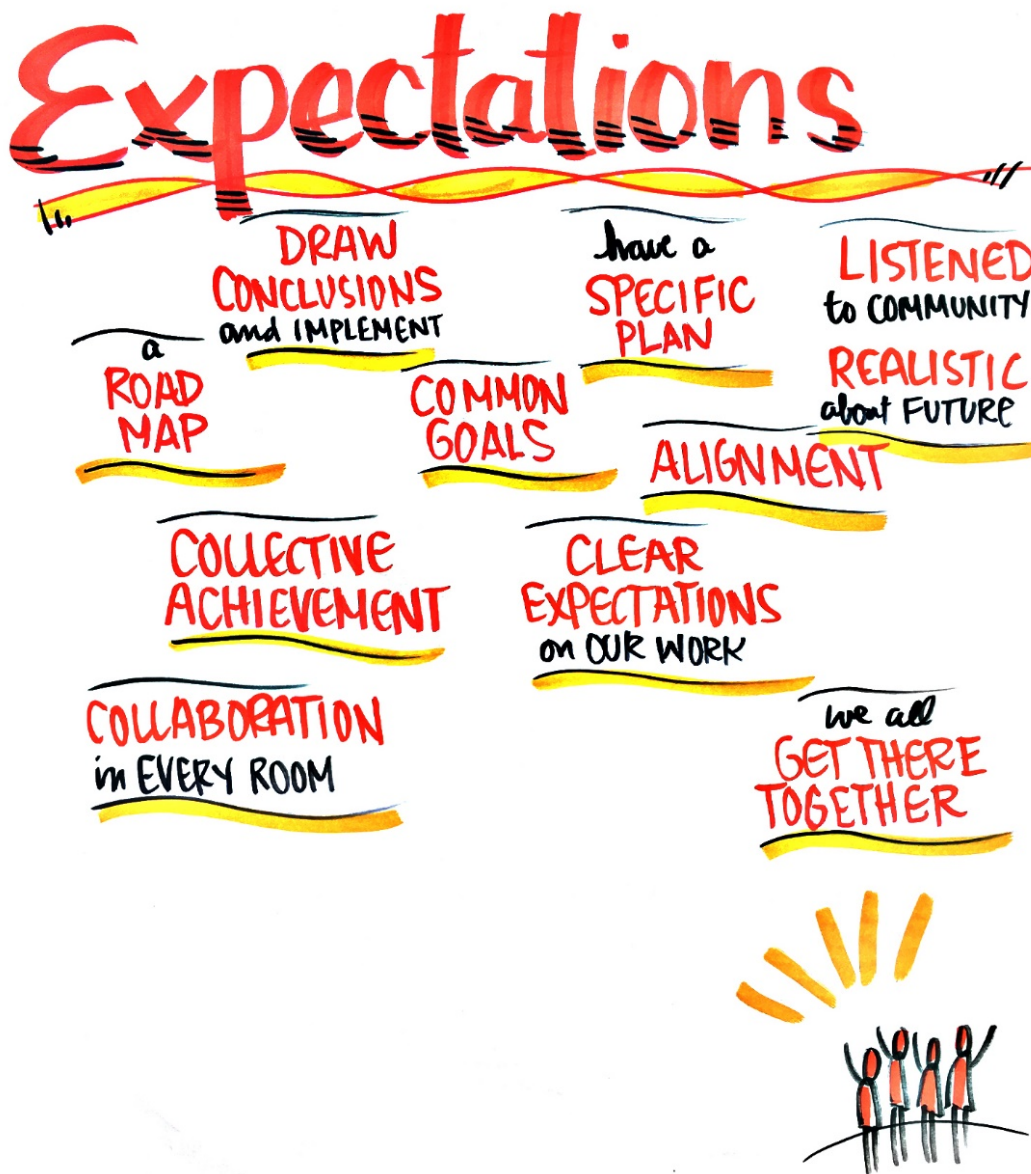 Expectations
DRAW
CONCLUSIONS
and IMPLEMENT
have a
SPECIFIC
PLAN
LISTENED
to COMMUNITY
REALISTIC
about FUTURE
a
ROAD
MAP
COMMON
GOALS
ALIGNMENT
COLLECTIVE
ACHIEVEMENT
CLEAR
EXPECTATIONS
on OUR WORK
COLLABORATION
in EVERY ROOM
we all
GET THERE
TOGETHER